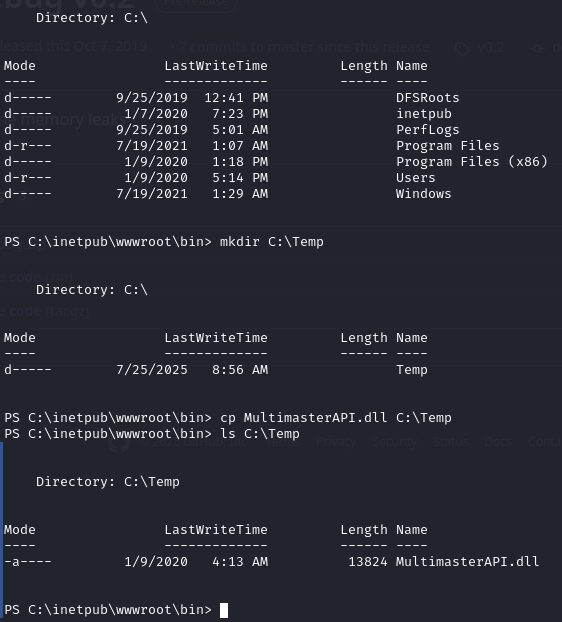 Directory: C:\
Mode                LastWriteTime         Length Name
----                -------------         ------ ----
d-----        9/25/2019  12:41 PM                DFSRoots
d-----         1/7/2020   7:23 PM                inetpub
d-----        9/25/2019   5:01 AM                PerfLogs
d-r---        7/19/2021   1:07 AM                Program Files
d-----         1/9/2020   1:18 PM                Program Files (x86)
d-r---         1/9/2020   5:14 PM                Users
d-----        7/19/2021   1:29 AM                Windows
PS C:\inetpub\wwwroot\bin> mkdir C:\Temp
    Directory: C:\
Mode                LastWriteTime         Length Name
----                -------------         ------ ----
d-----        7/25/2025   8:56 AM                Temp
PS C:\inetpub\wwwroot\bin> cp MultimasterAPI.dll C:\Temp
PS C:\inetpub\wwwroot\bin> ls C:\Temp
    Directory: C:\Temp
Mode                LastWriteTime         Length Name
----                -------------         ------ ----
-a----         1/9/2020   4:13 AM          13824 MultimasterAPI.dll
PS C:\inetpub\wwwroot\bin>